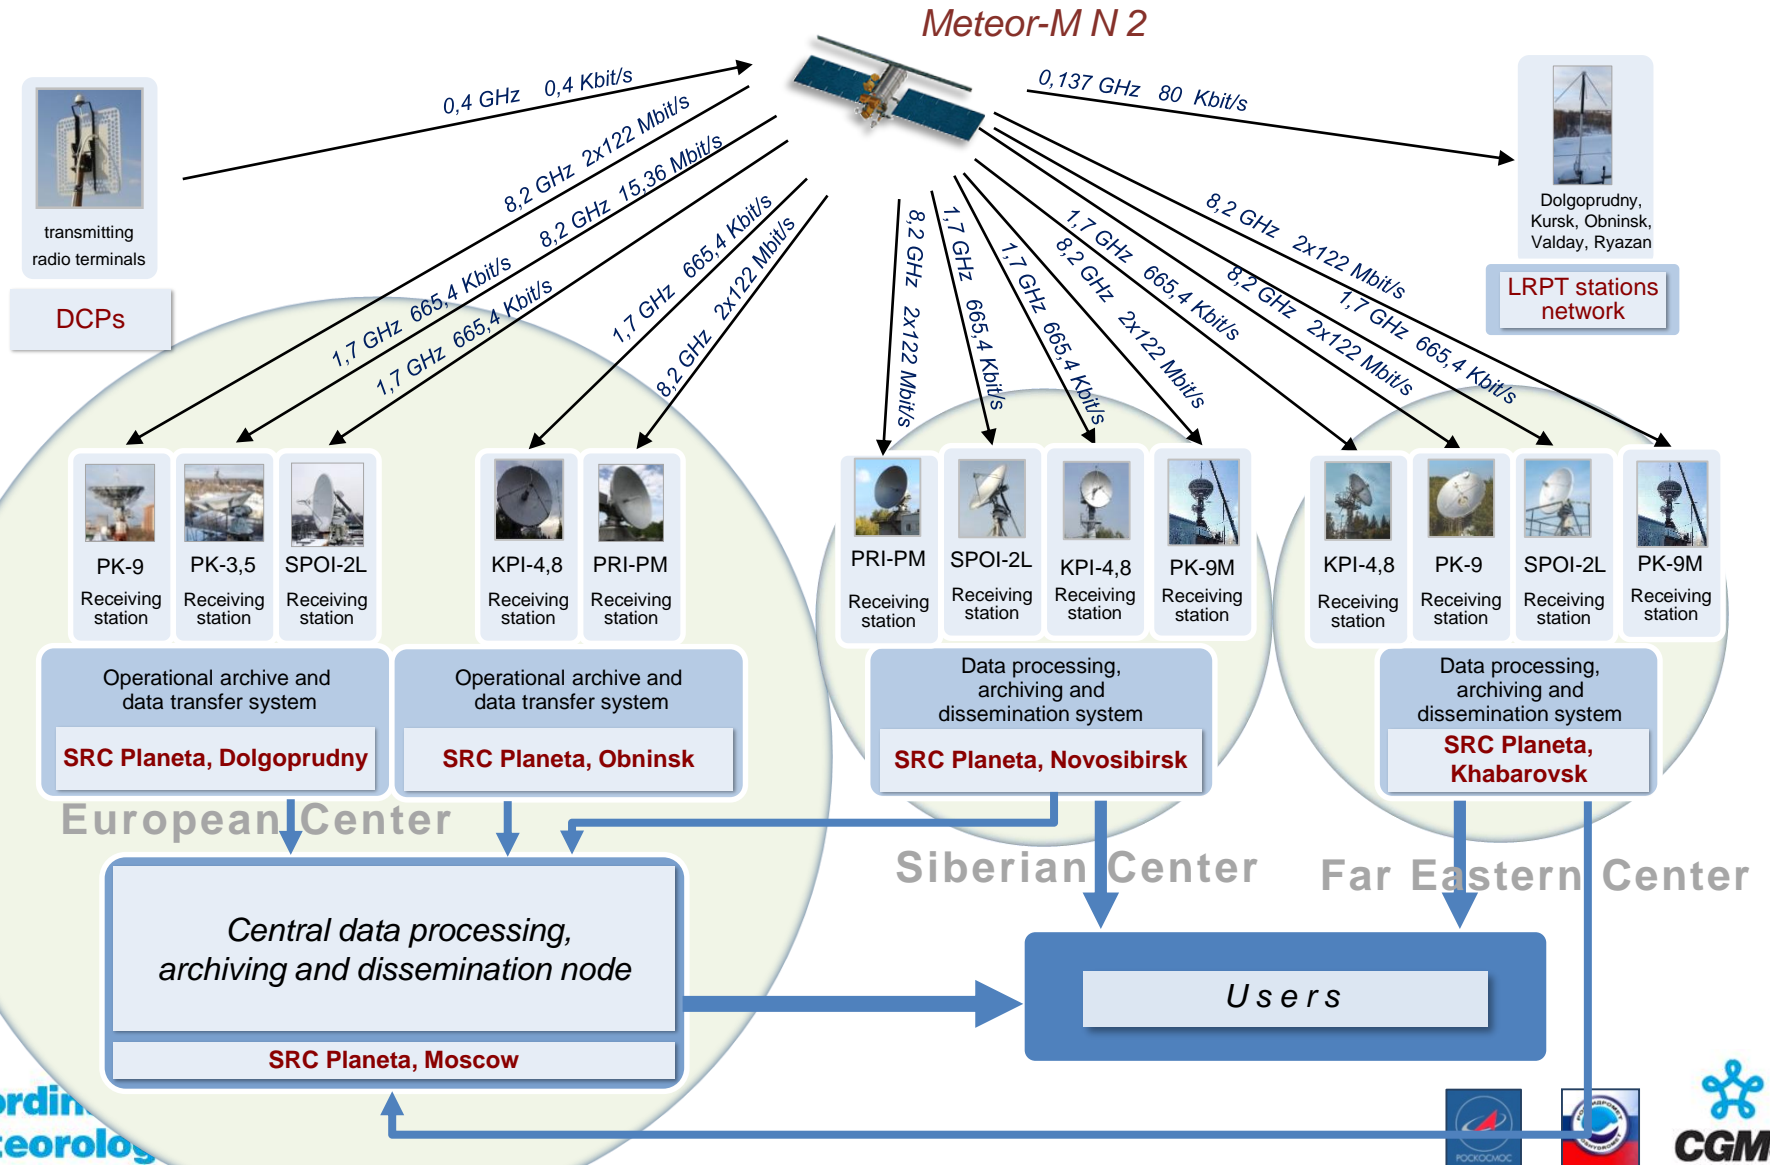 Meteor-M N 2
0,4 GHz 0,4 Kbit/s
8,2 GHz 2x122 Mbit/s
8,2 GHz 15,36 Mbit/s
1,7 GHz 665,4 Kbit/s
1,7 GHz 665,4 Kbit/s
1,7 GHz 665,4 Kbit/s
8,2 GHz 2x122 Mbit/s
8,2 GHz 2x122 Mbit/s
1,7 GHz 665,4 Kbit/s
1,7 GHz 665,4 Kbit/s
8,2 GHz 2x122 Mbit/s
1,7 GHz 665,4 Kbit/s
8,2 GHz 2x122 Mbit/s
8,2 GHz 2x122 Mbit/s
1,7 GHz 665,4 Kbit/s
0,137 GHz 80 Kbit/s
transmitting
radio terminals
DCPs
Dolgoprudny,
Kursk, Obninsk,
Valday, Ryazan
LRPT stations
network
PK-9
Receiving
station
PK-3,5
Receiving
station
SPOI-2L
Receiving
station
KPI-4,8
Receiving
station
PRI-PM
Receiving
station
PRI-PM
Receiving
station
SPOI-2L
Receiving
station
KPI-4,8
Receiving
station
PK-9M
Receiving
station
KPI-4,8
Receiving
station
PK-9
Receiving
station
SPOI-2L
Receiving
station
PK-9M
Receiving
station
Operational archive and
data transfer system
SRC Planeta, Dolgoprudny
Operational archive and
data transfer system
SRC Planeta, Obninsk
Data processing,
archiving and
dissemination system
SRC Planeta, Novosibirsk
Data processing,
archiving and
dissemination system
SRC Planeta,
Khabarovsk
European Center
Siberian Center
Far Eastern Center
Central data processing,
archiving and dissemination node
SRC Planeta, Moscow
Users
РОСКОСМОС
CGM